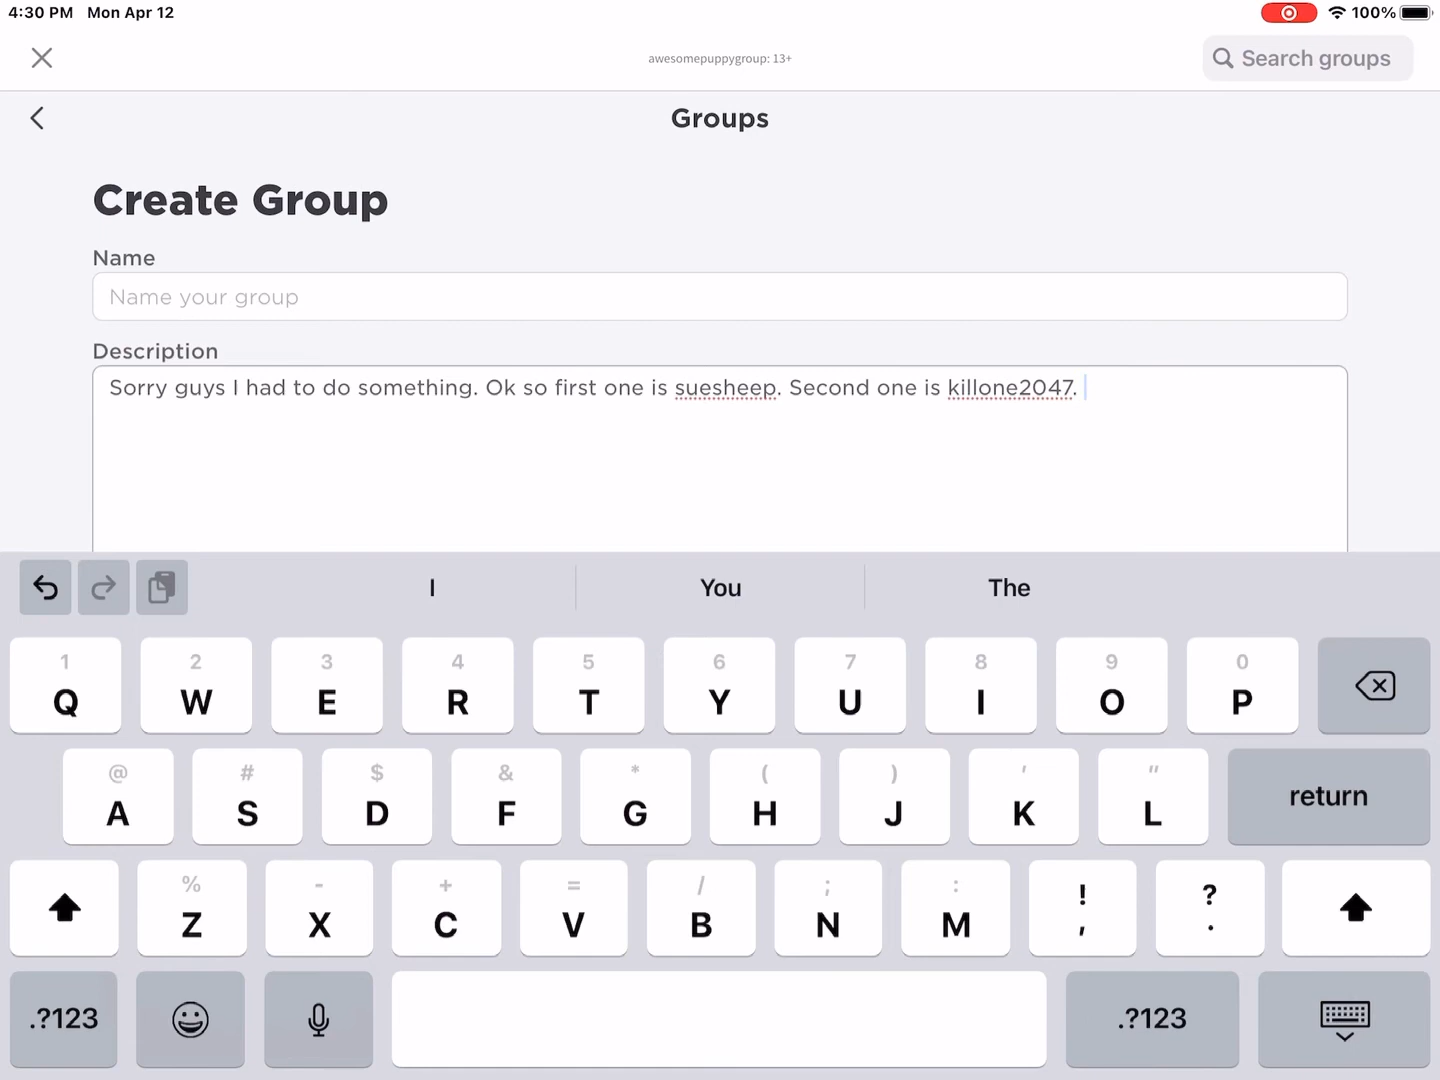 4:30 PM Mon Apr 12
100%
awesomepuppygroup: 13+
Search groups
Groups
Create Group
Name
Name your group
Description
Sorry guys I had to do something. Ok so first one is suesheep. Second one is killone2047.
I You The
1 2 3 4 5 6 7 8 9 0
Q W E R T Y U I O P
@ # $ & * ( ) ' "
A S D F G H J K L return
% - + = / ; : ! ?
Z X C V B N M , .
.?123 .?123